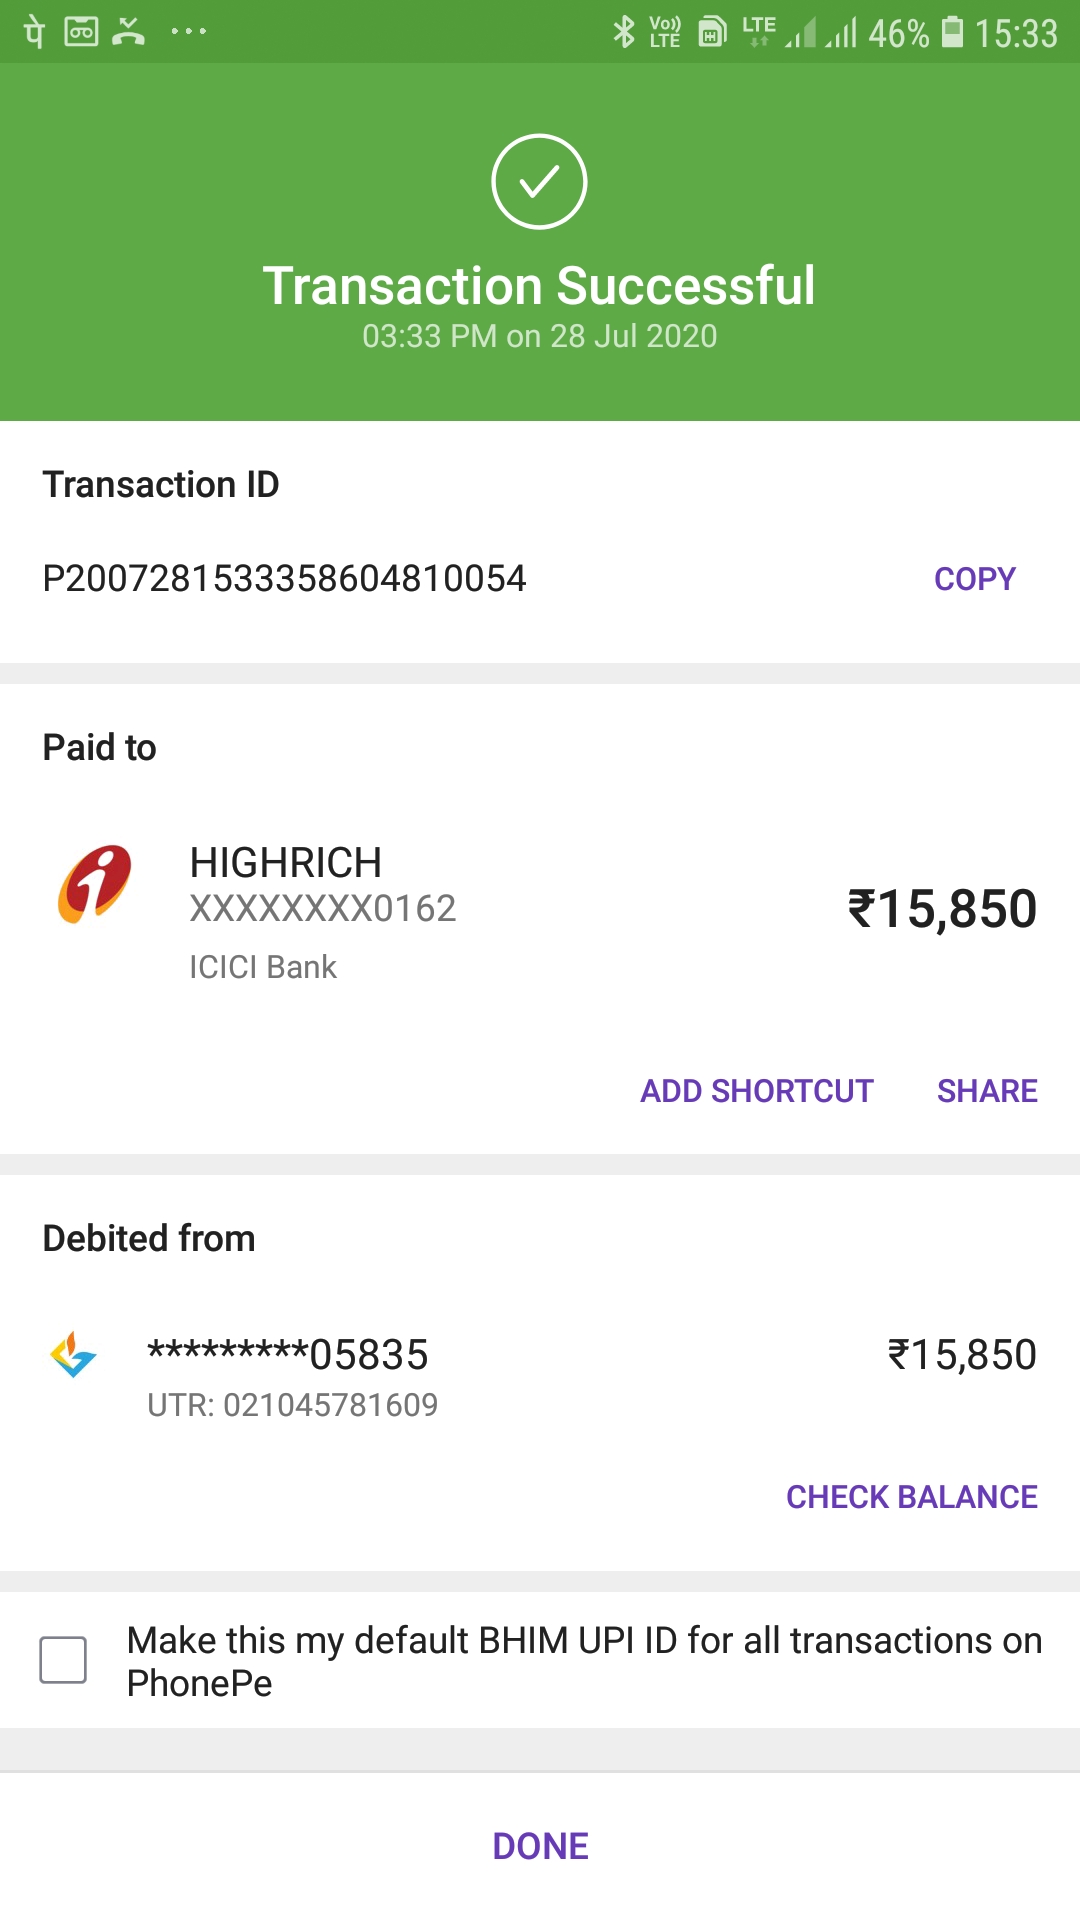 पे Vo)) LTE LTE 46% 15:33
Transaction Successful
03:33 PM on 28 Jul 2020
Transaction ID
P2007281533358604810054 COPY
Paid to
HIGHRICH
XXXXXXXX0162
₹15,850
ICICI Bank
ADD SHORTCUT SHARE
Debited from
*********05835 ₹15,850
UTR: 021045781609
CHECK BALANCE
Make this my default BHIM UPI ID for all transactions on
PhonePe
DONE